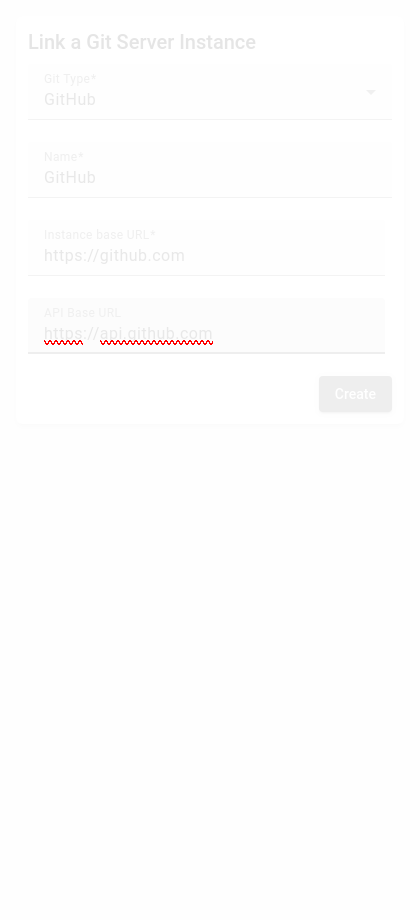 Link a Git Server Instance
Git Type*
GitHub
Name*
GitHub
Instance base URL*
https://github.com
API Base URL
https://api.github.com
Create